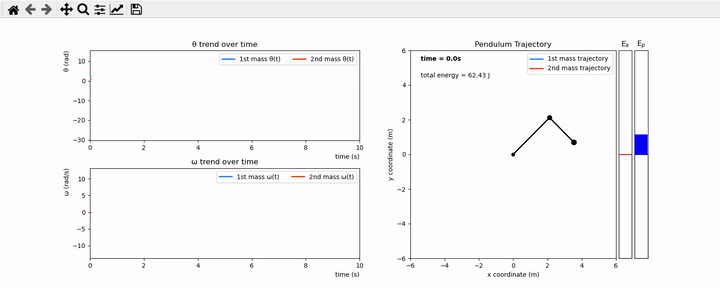 θ trend over time
θ (rad)
1st mass θ(t) 2nd mass θ(t)
10
0
−10
−20
−30
0 2 4 6 8 10
time (s)
ω trend over time
ω (rad/s)
1st mass ω(t) 2nd mass ω(t)
10
5
0
−5
−10
0 2 4 6 8 10
time (s)
Pendulum Trajectory
time = 0.0s
total energy = 62.43 J
1st mass trajectory
2nd mass trajectory
y coordinate (m)
6
4
2
0
−2
−4
−6
−6 −4 −2 0 2 4 6
x coordinate (m)
Ek Ep